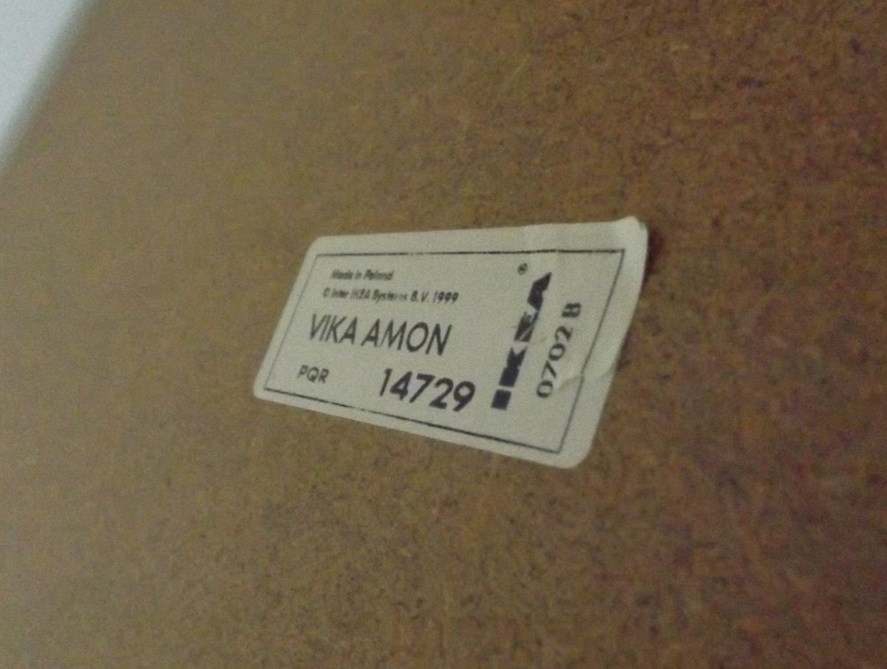 Made in Poland
© Inter IKEA Systems B.V. 1999
VIKA AMON
PQR 14729
IKEA®
0702 B